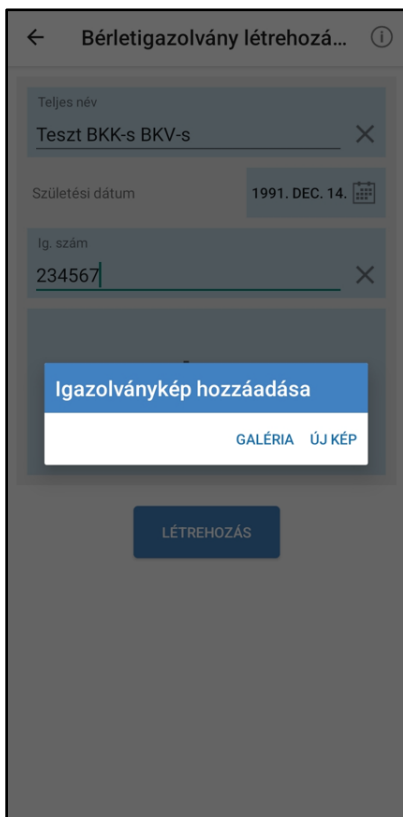 Bérletigazolvány létrehozá...
Teljes név
Teszt BKK-s BKV-s
Születési dátum
1991. DEC. 14.
Ig. szám
234567
Igazolványkép hozzáadása
GALÉRIA ÚJ KÉP
LÉTREHOZÁS